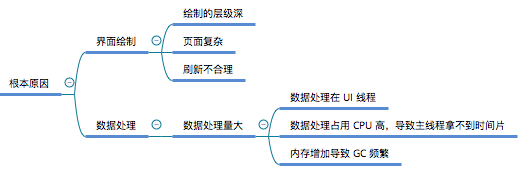 绘制的层级深
界面绘制
页面复杂
刷新不合理
根本原因
数据处理在 UI 线程
数据处理
数据处理量大
数据处理占用 CPU 高，导致主线程拿不到时间片
内存增加导致 GC 频繁